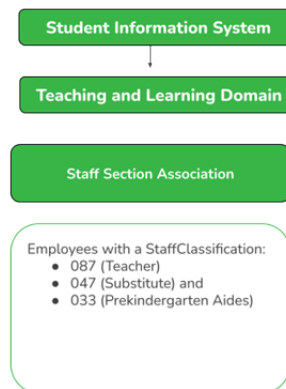 Student Information System
Teaching and Learning Domain
Staff Section Association
Employees with a StaffClassification:
● 087 (Teacher)
● 047 (Substitute) and
● 033 (Prekindergarten Aides)